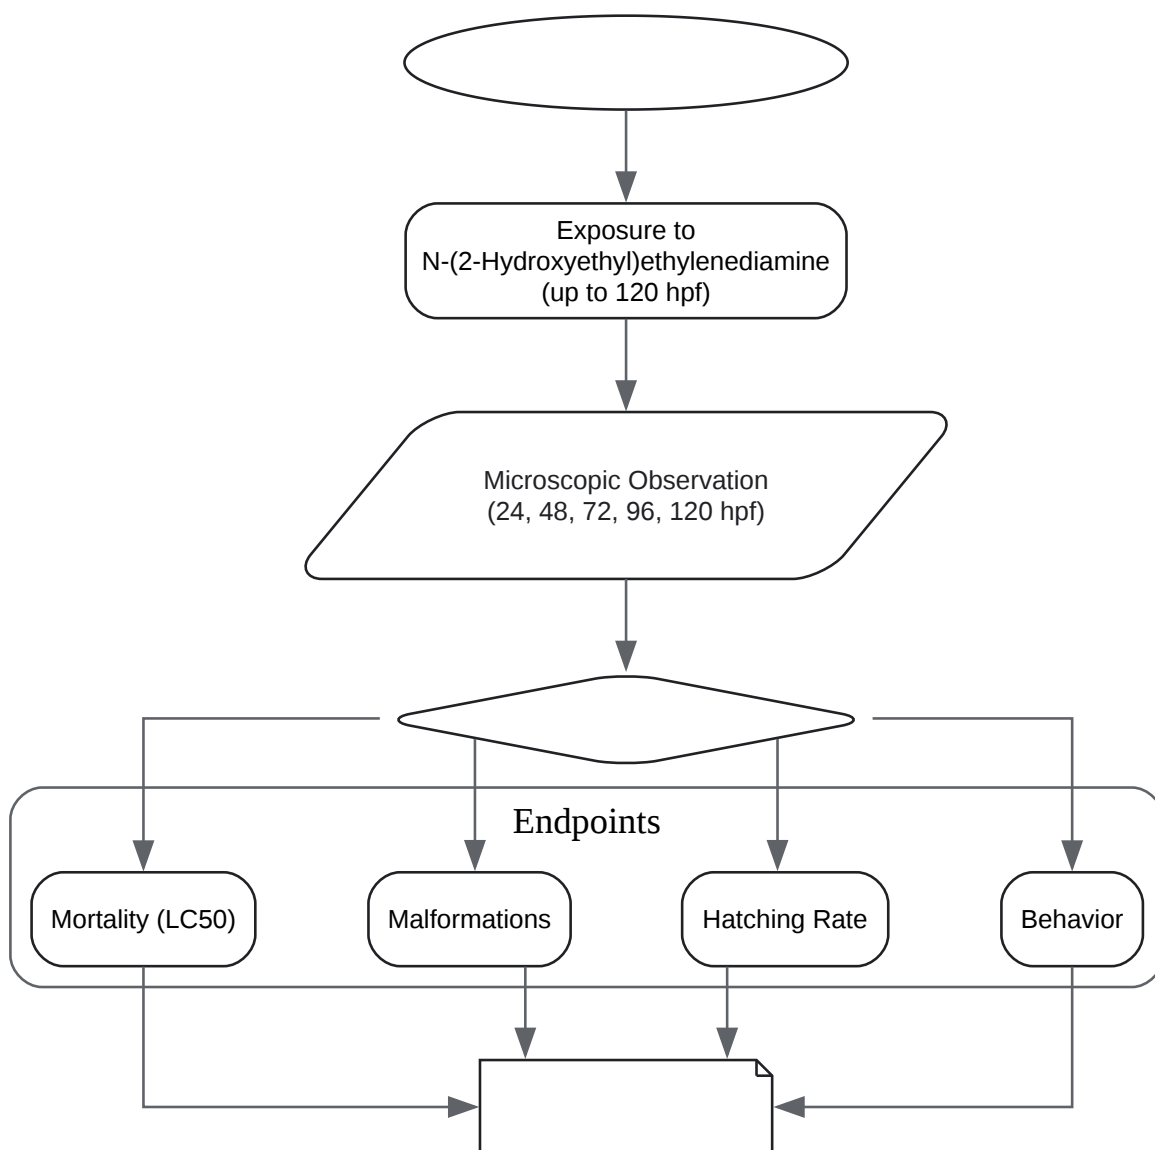 Exposure to
N-(2-Hydroxyethyl)ethylenediamine
(up to 120 hpf)
Microscopic Observation
(24, 48, 72, 96, 120 hpf)
Endpoints
Mortality (LC50)
Malformations
Hatching Rate
Behavior